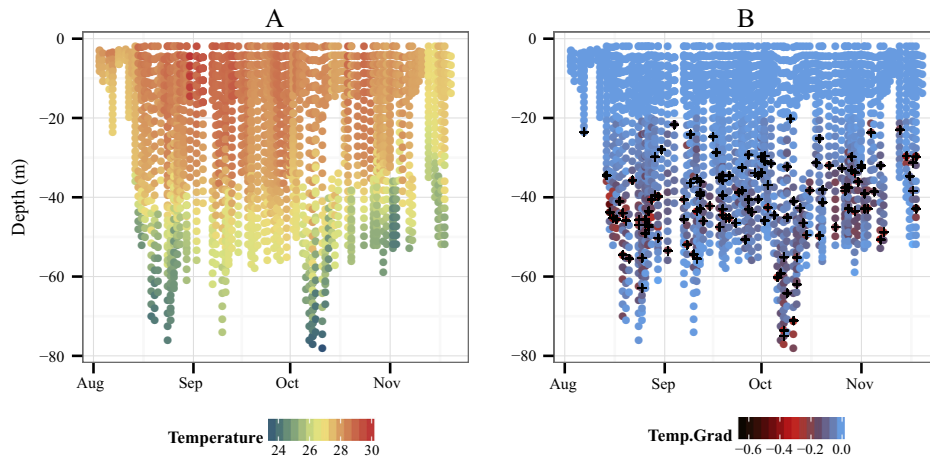 A
B
0
−20
−40
−60
−80
Depth (m)
Aug
Sep
Oct
Nov
Temperature
24 26 28 30
0
−20
−40
−60
−80
Aug
Sep
Oct
Nov
Temp.Grad
−0.6 −0.4 −0.2 0.0